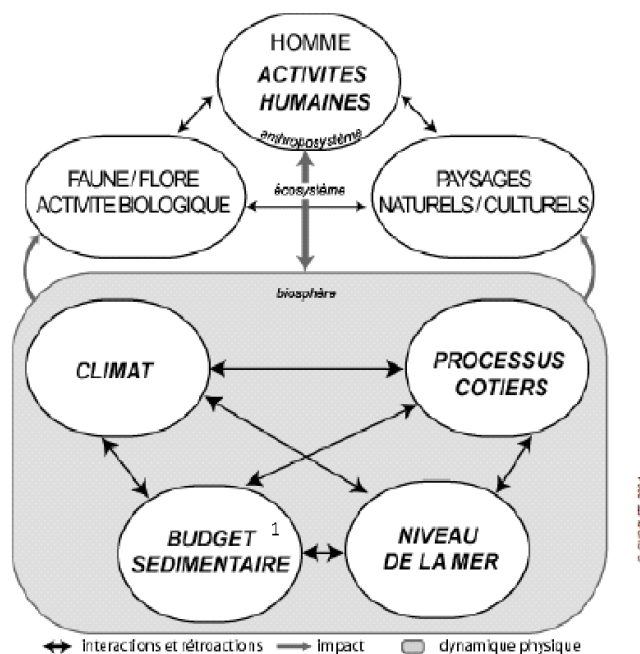 HOMME
ACTIVITES
HUMAINES
anthroposystème
FAUNE/FLORE
ACTIVITE BIOLOGIQUE
écosystème
PAYSAGES
NATURELS/CULTURELS
biosphère
CLIMAT
PROCESSUS
COTIERS
BUDGET 1
SEDIMENTAIRE
NIVEAU
DE LA MER
interactions et rétroactions
impact
dynamique physique